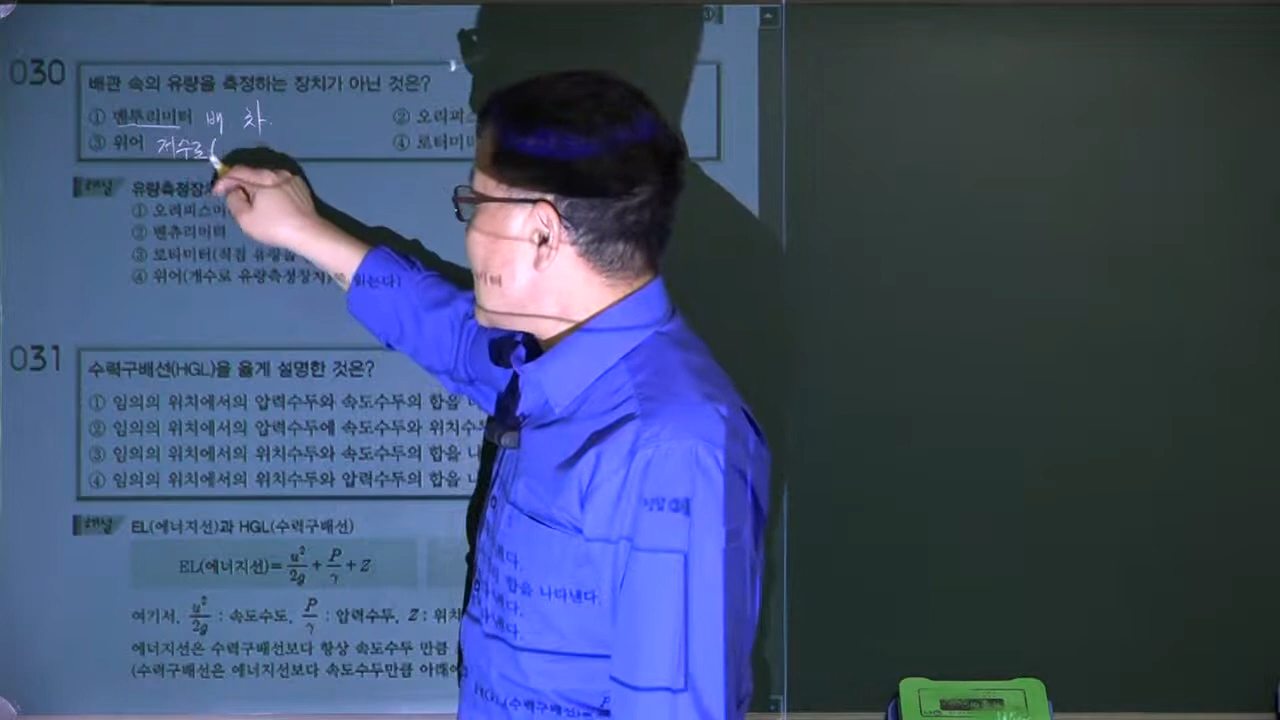 030 배관 속의 유량을 측정하는 장치가 아닌 것은?
① 벤투리미터 배 차. ② 오리피스
③ 위어 저수로( ④ 로터미
해설 유량측정장
① 오리피스미
② 벤츄리미터
③ 로타미터(직접 유량을
④ 위어(개수로 유량측정장치) 읽는다)
031 수력구배선(HGL)을 옳게 설명한 것은?
① 임의의 위치에서의 압력수두와 속도수두의 합을 나
② 임의의 위치에서의 압력수두에 속도수두와 위치수두
③ 임의의 위치에서의 위치수두와 속도수두의 합을 나
④ 임의의 위치에서의 위치수두와 압력수두의 합을 나
해설 EL(에너지선)과 HGL(수력구배선)
EL(에너지선)= u²/2g + P/γ + Z
여기서, u²/2g : 속도수도, P/γ : 압력수두, Z : 위치
에너지선은 수력구배선보다 항상 속도수두 만큼
(수력구배선은 에너지선보다 속도수두만큼 아래에
합을 나타낸다.